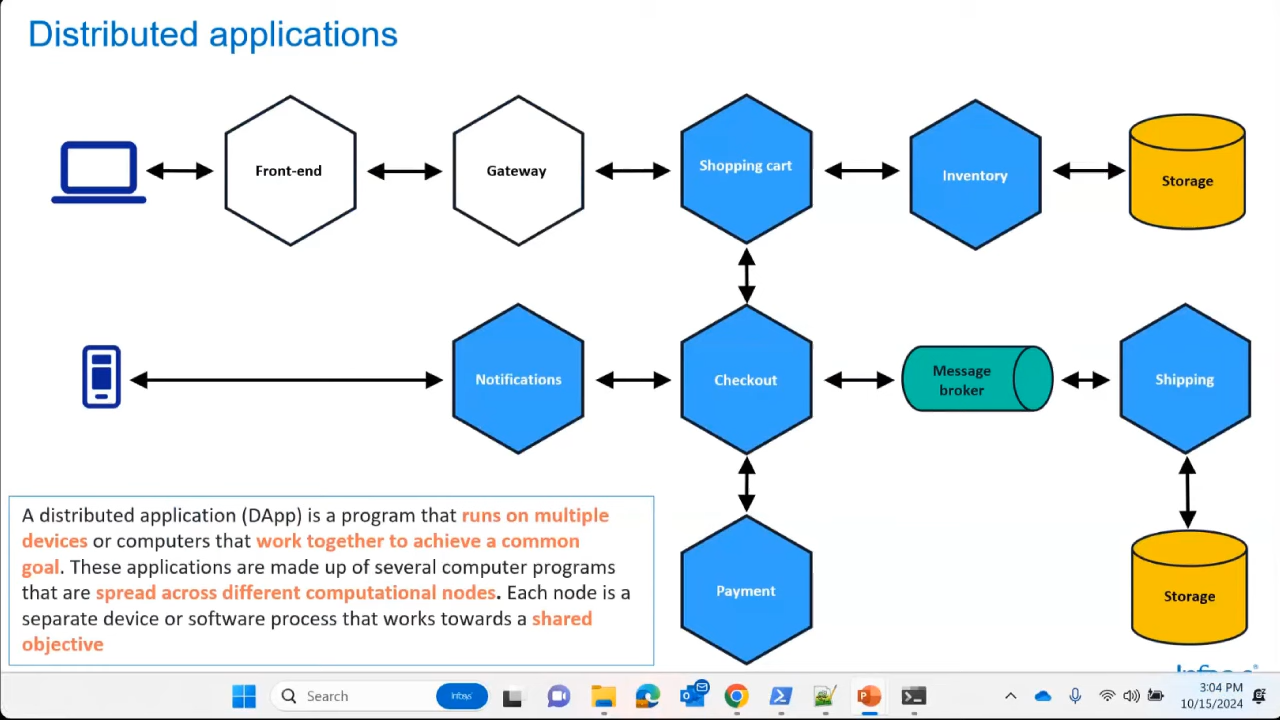 Distributed applications
Front-end
Gateway
Shopping cart
Inventory
Storage
Notifications
Checkout
Message
broker
Shipping
A distributed application (DApp) is a program that runs on multiple
devices or computers that work together to achieve a common
goal. These applications are made up of several computer programs
that are spread across different computational nodes. Each node is a
separate device or software process that works towards a shared
objective
Payment
Storage
Search
Infosys
3:04 PM
10/15/2024